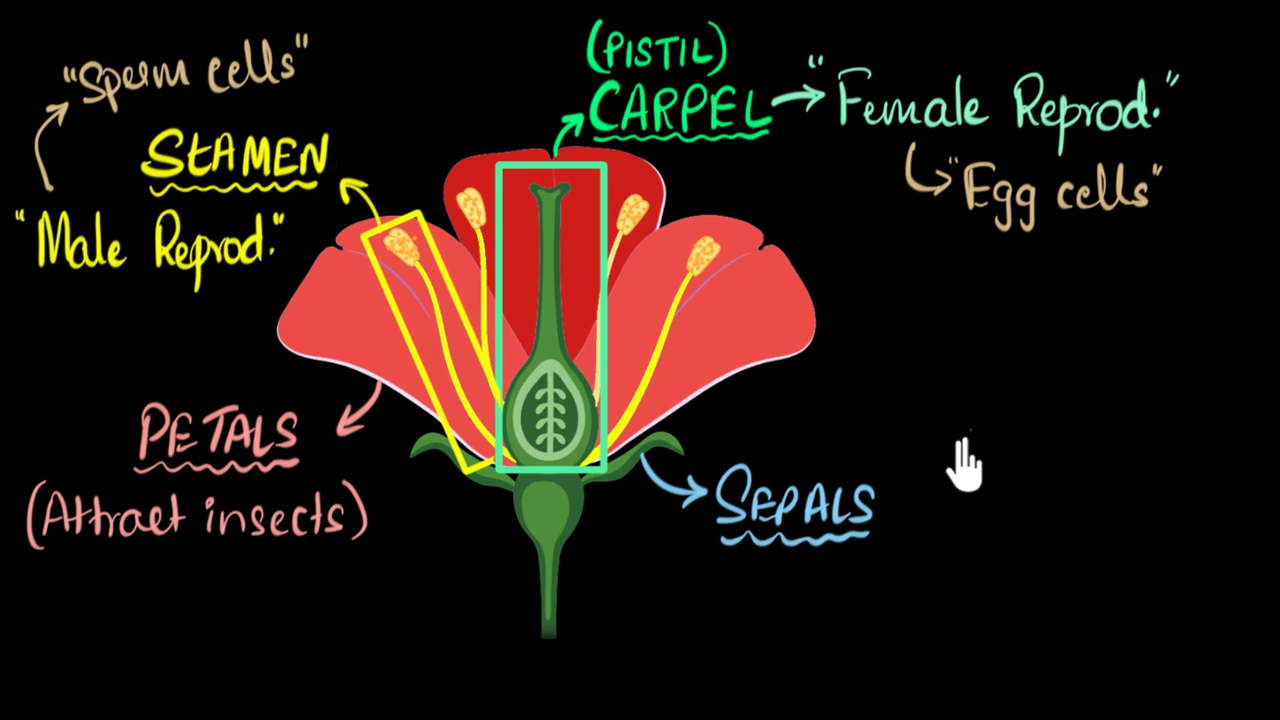 "Sperm cells"
STAMEN
"Male Reprod."
(PISTIL)
CARPEL
"Female Reprod."
"Egg cells"
PETALS
(Attract insects)
SEPALS